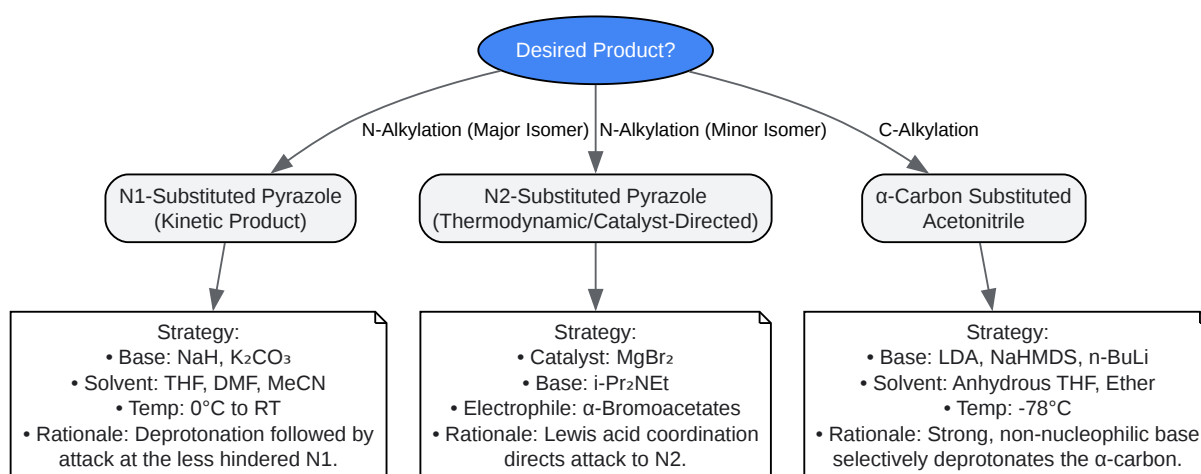 Desired Product?
N-Alkylation (Major Isomer)
N-Alkylation (Minor Isomer)
C-Alkylation
N1-Substituted Pyrazole
(Kinetic Product)
N2-Substituted Pyrazole
(Thermodynamic/Catalyst-Directed)
α-Carbon Substituted
Acetonitrile
Strategy:
• Base: NaH, K₂CO₃
• Solvent: THF, DMF, MeCN
• Temp: 0°C to RT
• Rationale: Deprotonation followed by
attack at the less hindered N1.
Strategy:
• Catalyst: MgBr₂
• Base: i-Pr₂NEt
• Electrophile: α-Bromoacetates
• Rationale: Lewis acid coordination
directs attack to N2.
Strategy:
• Base: LDA, NaHMDS, n-BuLi
• Solvent: Anhydrous THF, Ether
• Temp: -78°C
• Rationale: Strong, non-nucleophilic base
selectively deprotonates the α-carbon.